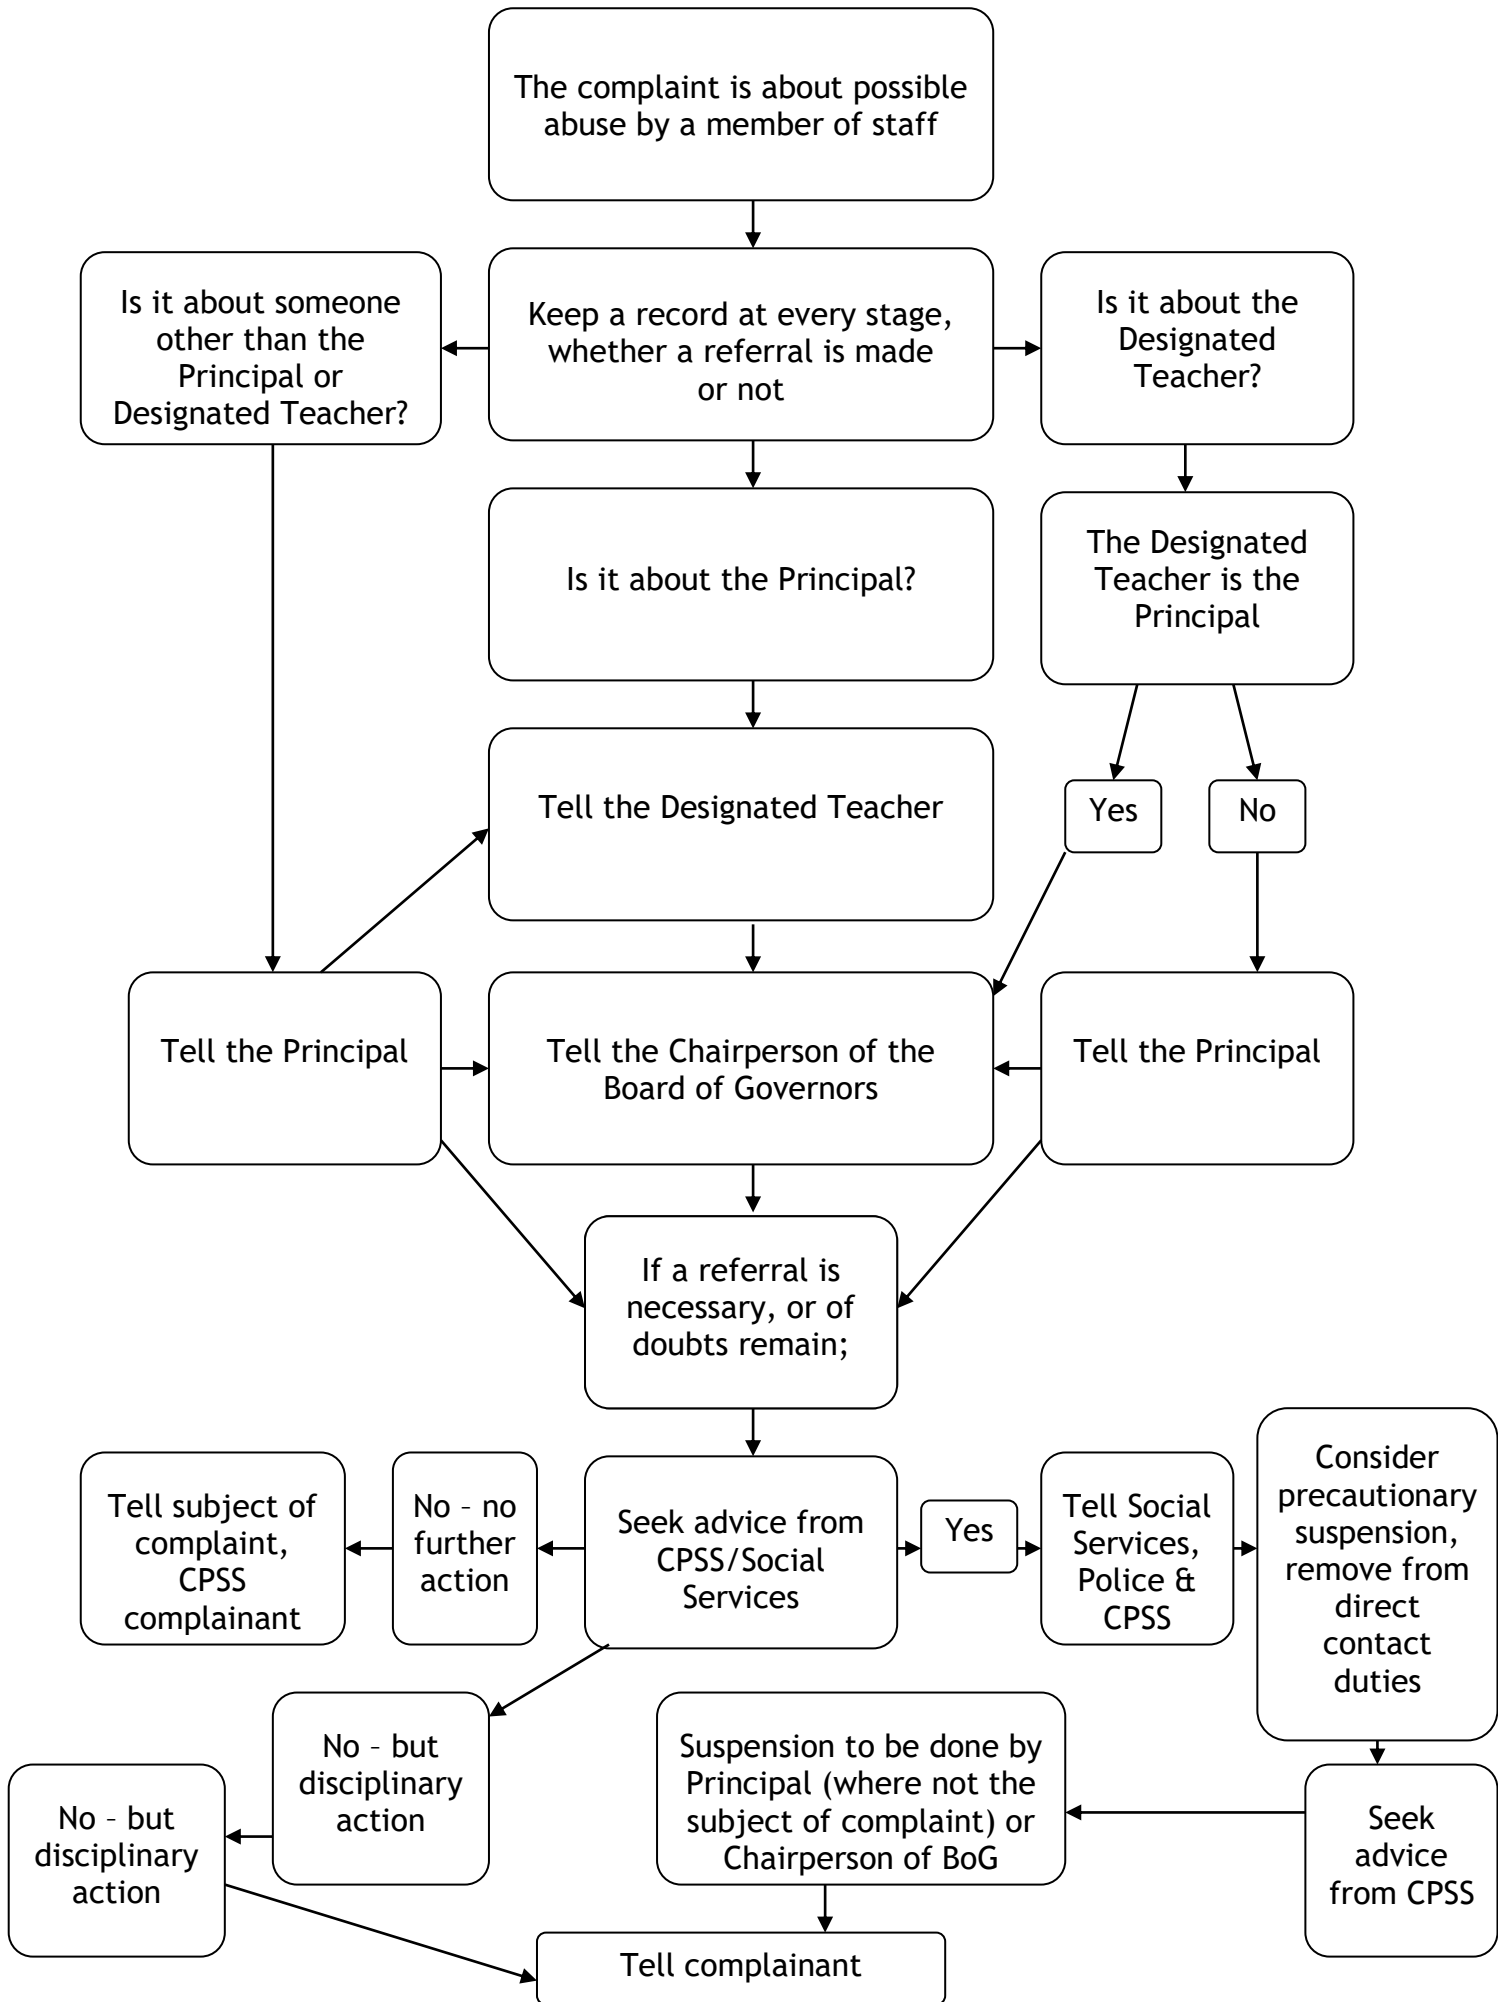 The complaint is about possible
abuse by a member of staff
Is it about someone
other than the
Principal or
Designated Teacher?
Keep a record at every stage,
whether a referral is made
or not
Is it about the
Designated
Teacher?
Is it about the Principal?
The Designated
Teacher is the
Principal
Tell the Designated Teacher
Yes
No
Tell the Principal
Tell the Chairperson of the
Board of Governors
Tell the Principal
If a referral is
necessary, or of
doubts remain;
Tell subject of
complaint,
CPSS
complainant
No – no
further
action
Seek advice from
CPSS/Social
Services
Yes
Tell Social
Services,
Police &
CPSS
Consider
precautionary
suspension,
remove from
direct
contact
duties
No – but
disciplinary
action
No – but
disciplinary
action
Suspension to be done by
Principal (where not the
subject of complaint) or
Chairperson of BoG
Seek
advice
from CPSS
Tell complainant